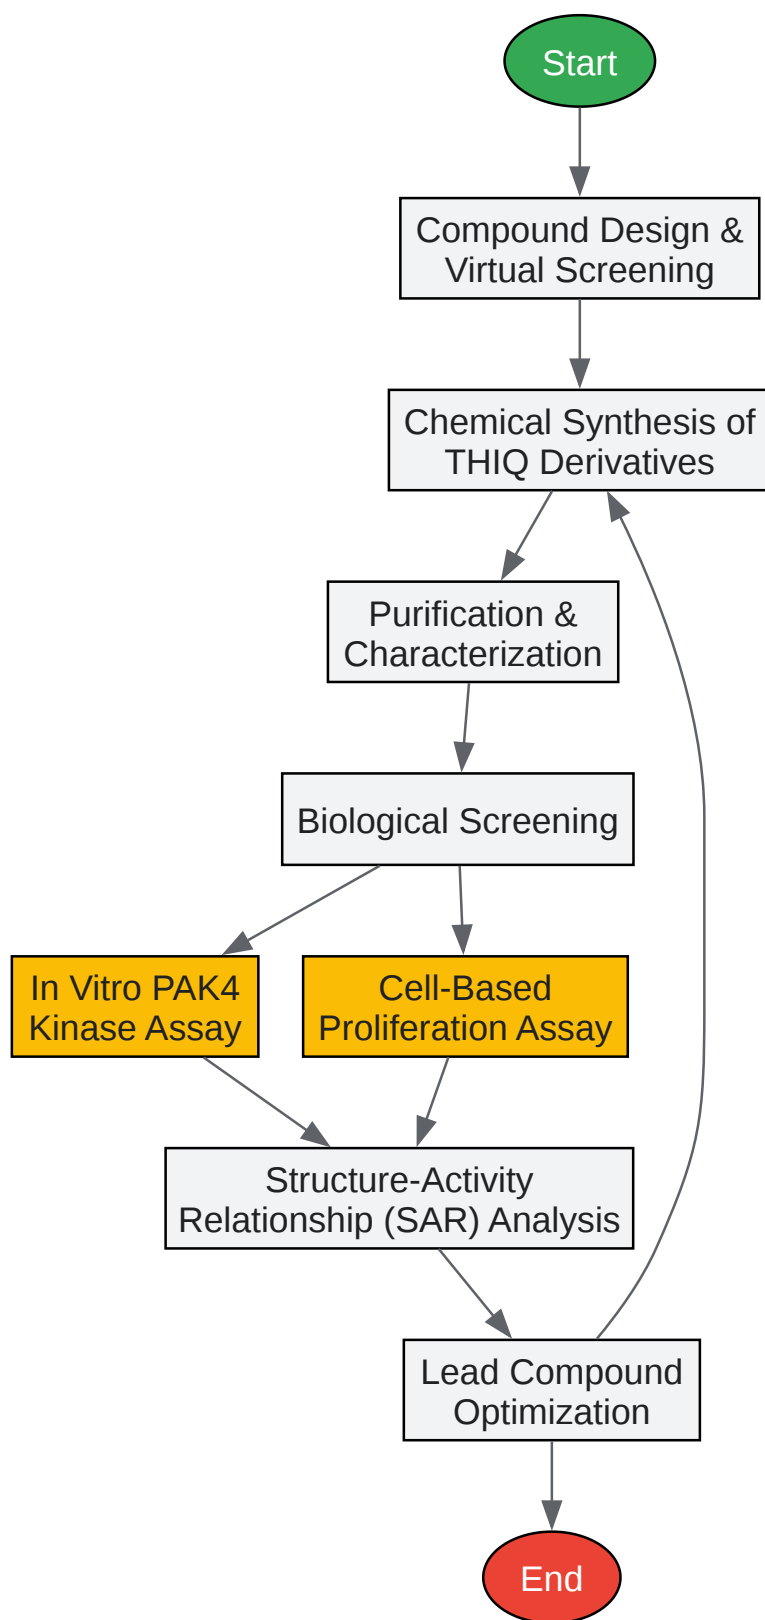 Start
Compound Design &
Virtual Screening
Chemical Synthesis of
THIQ Derivatives
Purification &
Characterization
Biological Screening
In Vitro PAK4
Kinase Assay
Cell-Based
Proliferation Assay
Structure-Activity
Relationship (SAR) Analysis
Lead Compound
Optimization
End